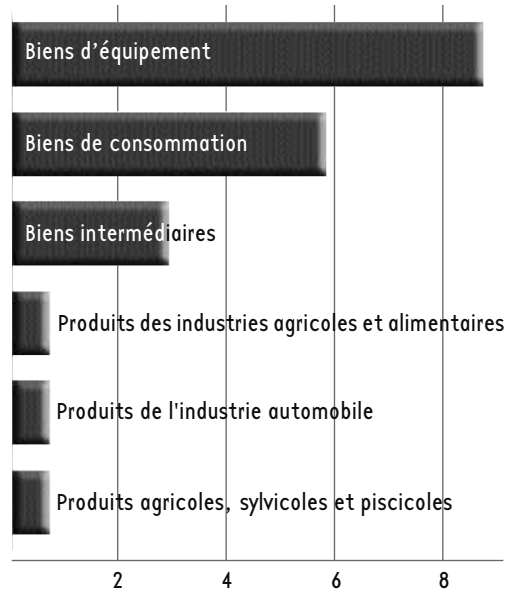 Biens d’équipement
Biens de consommation
Biens intermédiaires
Produits des industries agricoles et alimentaires
Produits de l'industrie automobile
Produits agricoles, sylvicoles et piscicoles
2 4 6 8